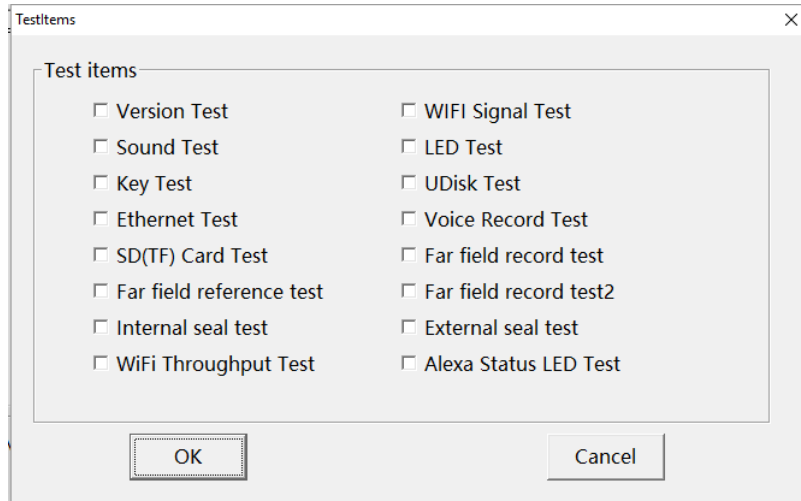 TestItems
Test items
Version Test
WIFI Signal Test
Sound Test
LED Test
Key Test
UDisk Test
Ethernet Test
Voice Record Test
SD(TF) Card Test
Far field record test
Far field reference test
Far field record test2
Internal seal test
External seal test
WiFi Throughput Test
Alexa Status LED Test
OK
Cancel